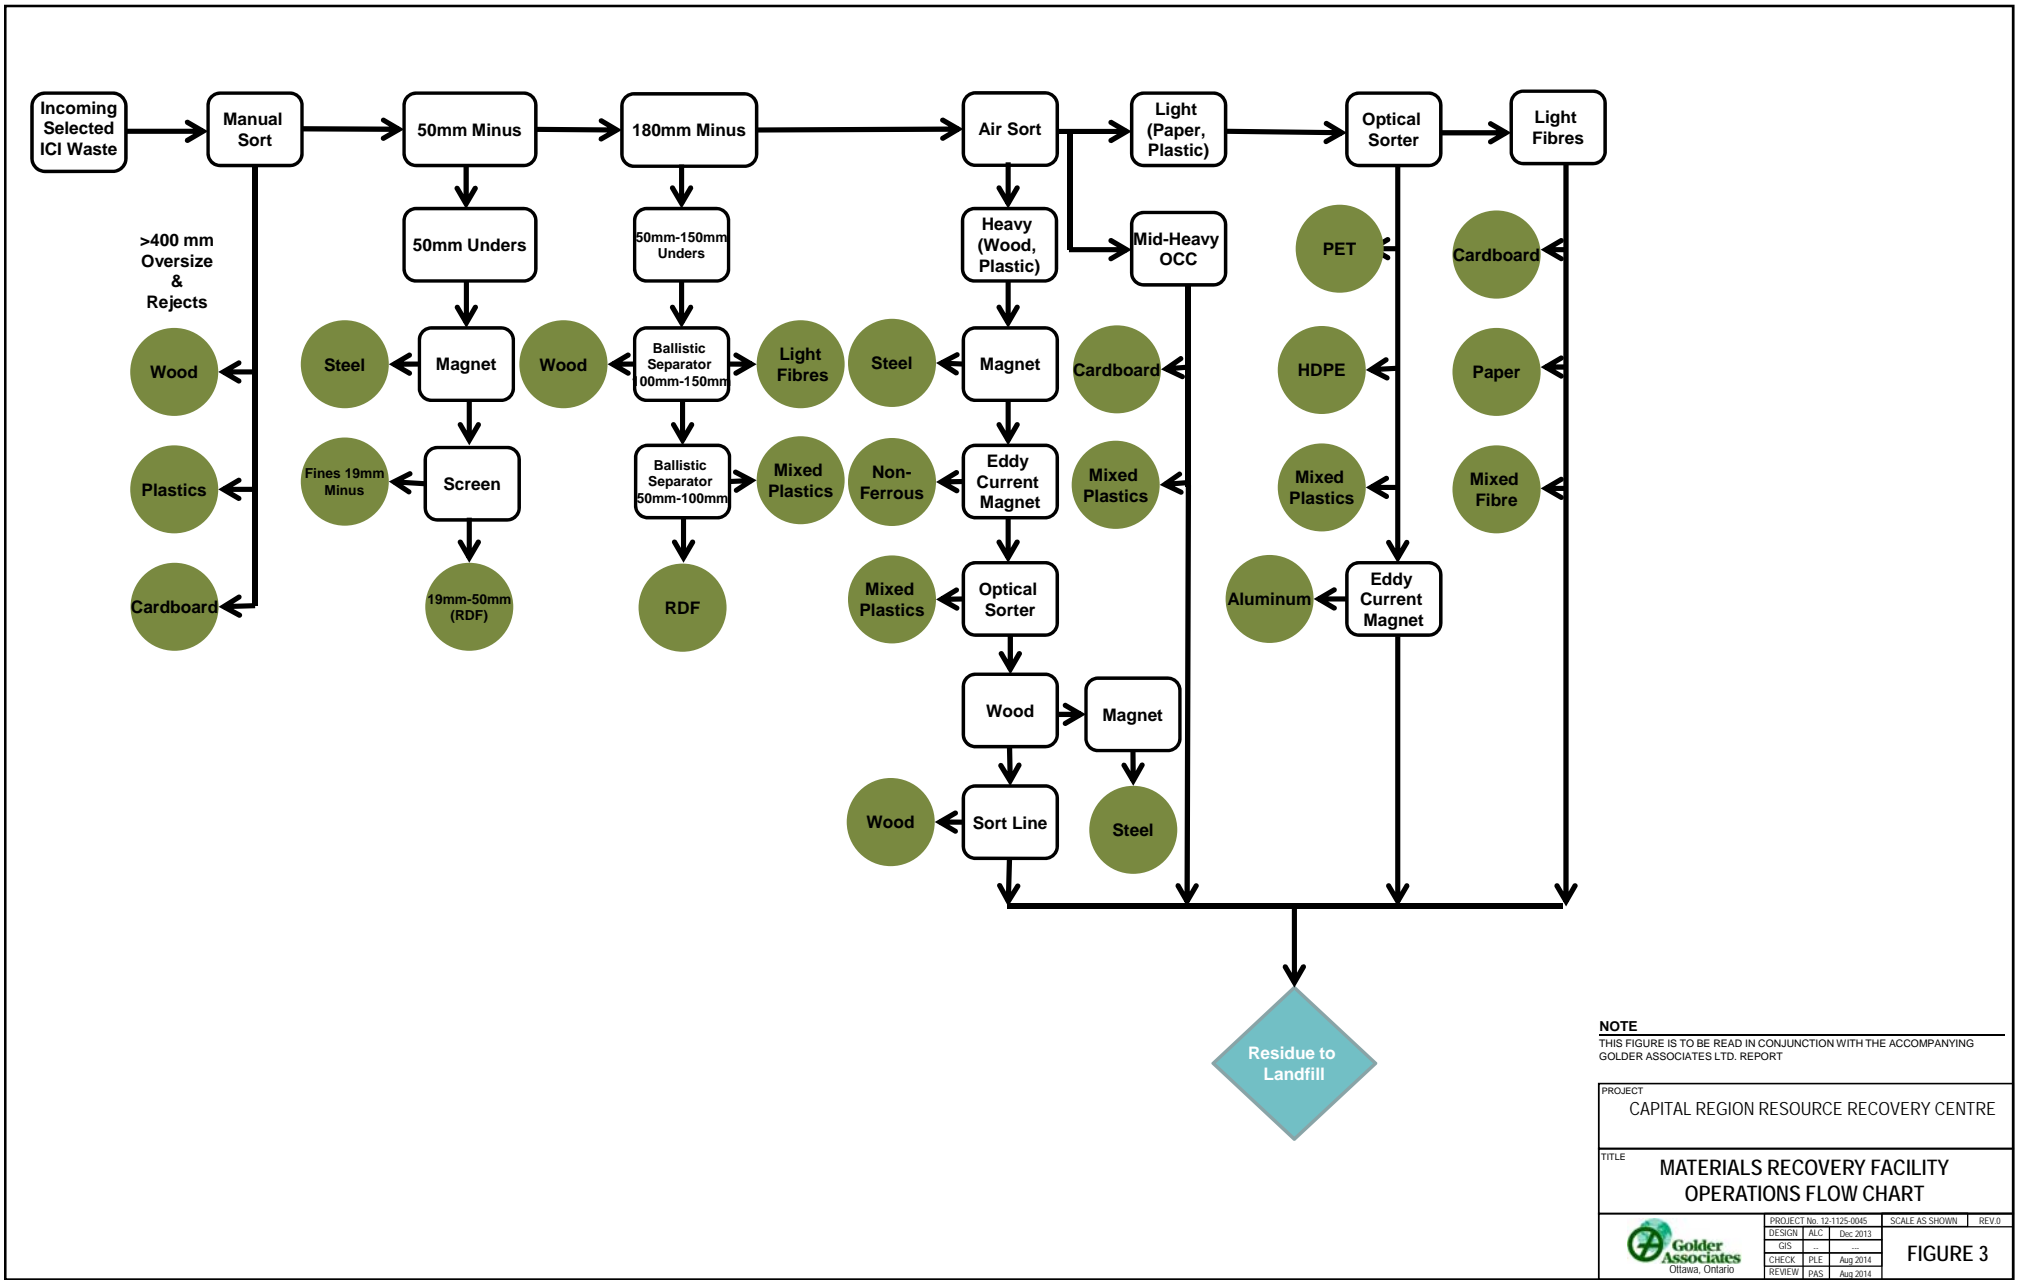 Incoming
Selected
ICI Waste
Manual
Sort
50mm Minus
180mm Minus
Air Sort
Light
(Paper,
Plastic)
Optical
Sorter
Light
Fibres
>400 mm
Oversize
&
Rejects
50mm Unders
50mm-150mm
Unders
Heavy
(Wood,
Plastic)
Mid-Heavy
OCC
PET
Cardboard
Wood
Steel
Magnet
Wood
Ballistic
Separator
100mm-150mm
Light
Fibres
Steel
Magnet
Cardboard
HDPE
Paper
Plastics
Fines 19mm
Minus
Screen
Ballistic
Separator
50mm-100mm
Mixed
Plastics
Non-
Ferrous
Eddy
Current
Magnet
Mixed
Plastics
Mixed
Plastics
Mixed
Fibre
Cardboard
19mm-50mm
(RDF)
RDF
Mixed
Plastics
Optical
Sorter
Aluminum
Eddy
Current
Magnet
Wood
Magnet
Wood
Sort Line
Steel
Residue to
Landfill
NOTE
THIS FIGURE IS TO BE READ IN CONJUNCTION WITH THE ACCOMPANYING
GOLDER ASSOCIATES LTD. REPORT
PROJECT
CAPITAL REGION RESOURCE RECOVERY CENTRE
TITLE
MATERIALS RECOVERY FACILITY
OPERATIONS FLOW CHART
Golder
Associates
Ottawa, Ontario
PROJECT No. 12-1125-0045 SCALE AS SHOWN REV.0
DESIGN ALC Dec 2013
GIS -- ---
CHECK PLE Aug 2014
REVIEW PAS Aug 2014
FIGURE 3